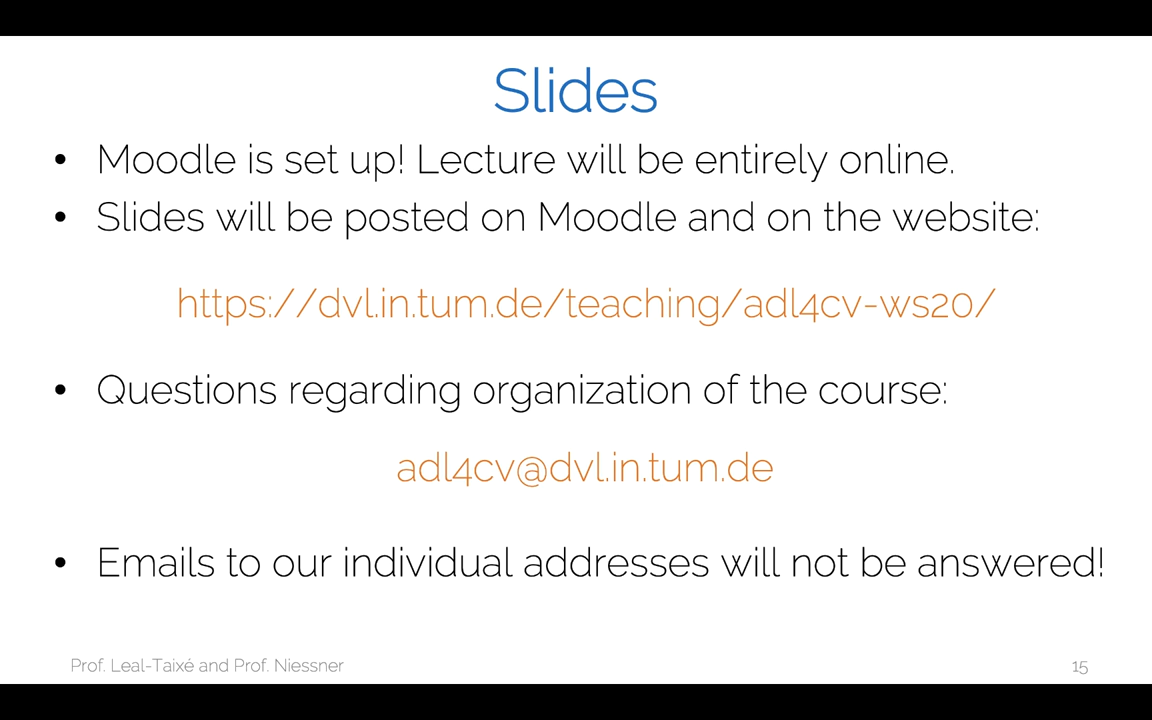 Slides
• Moodle is set up! Lecture will be entirely online.
• Slides will be posted on Moodle and on the website:
https://dvl.in.tum.de/teaching/adl4cv-ws20/
• Questions regarding organization of the course:
adl4cv@dvl.in.tum.de
• Emails to our individual addresses will not be answered!
Prof. Leal-Taixé and Prof. Niessner
15